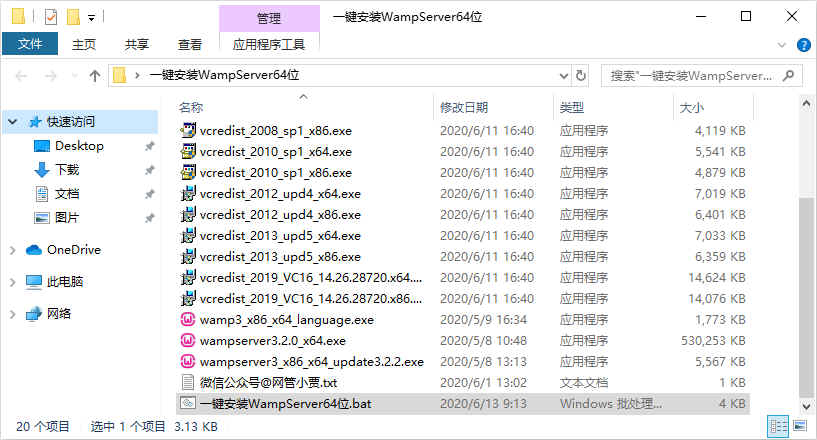 管理
一键安装WampServer64位
文件
主页
共享
查看
应用程序工具
一键安装WampServer64位
搜索"一键安装WampServer...
名称
修改日期
类型
大小
快速访问
Desktop
下载
文档
图片
OneDrive
此电脑
网络
vcredist_2008_sp1_x86.exe 2020/6/11 16:40 应用程序 4,119 KB
vcredist_2010_sp1_x64.exe 2020/6/11 16:40 应用程序 5,541 KB
vcredist_2010_sp1_x86.exe 2020/6/11 16:40 应用程序 4,879 KB
vcredist_2012_upd4_x64.exe 2020/6/11 16:40 应用程序 7,019 KB
vcredist_2012_upd4_x86.exe 2020/6/11 16:40 应用程序 6,401 KB
vcredist_2013_upd5_x64.exe 2020/6/11 16:40 应用程序 7,033 KB
vcredist_2013_upd5_x86.exe 2020/6/11 16:40 应用程序 6,359 KB
vcredist_2019_VC16_14.26.28720.x64.... 2020/6/11 16:40 应用程序 14,624 KB
vcredist_2019_VC16_14.26.28720.x86.... 2020/6/11 16:40 应用程序 14,076 KB
wamp3_x86_x64_language.exe 2020/5/9 16:34 应用程序 1,773 KB
wampserver3.2.0_x64.exe 2020/5/8 10:48 应用程序 530,253 KB
wampserver3_x86_x64_update3.2.2.exe 2020/5/8 13:13 应用程序 5,567 KB
微信公众号@网管小贾.txt 2020/6/1 13:02 文本文档 1 KB
一键安装WampServer64位.bat 2020/6/13 9:13 Windows 批处理... 4 KB
20 个项目 选中 1 个项目 3.13 KB